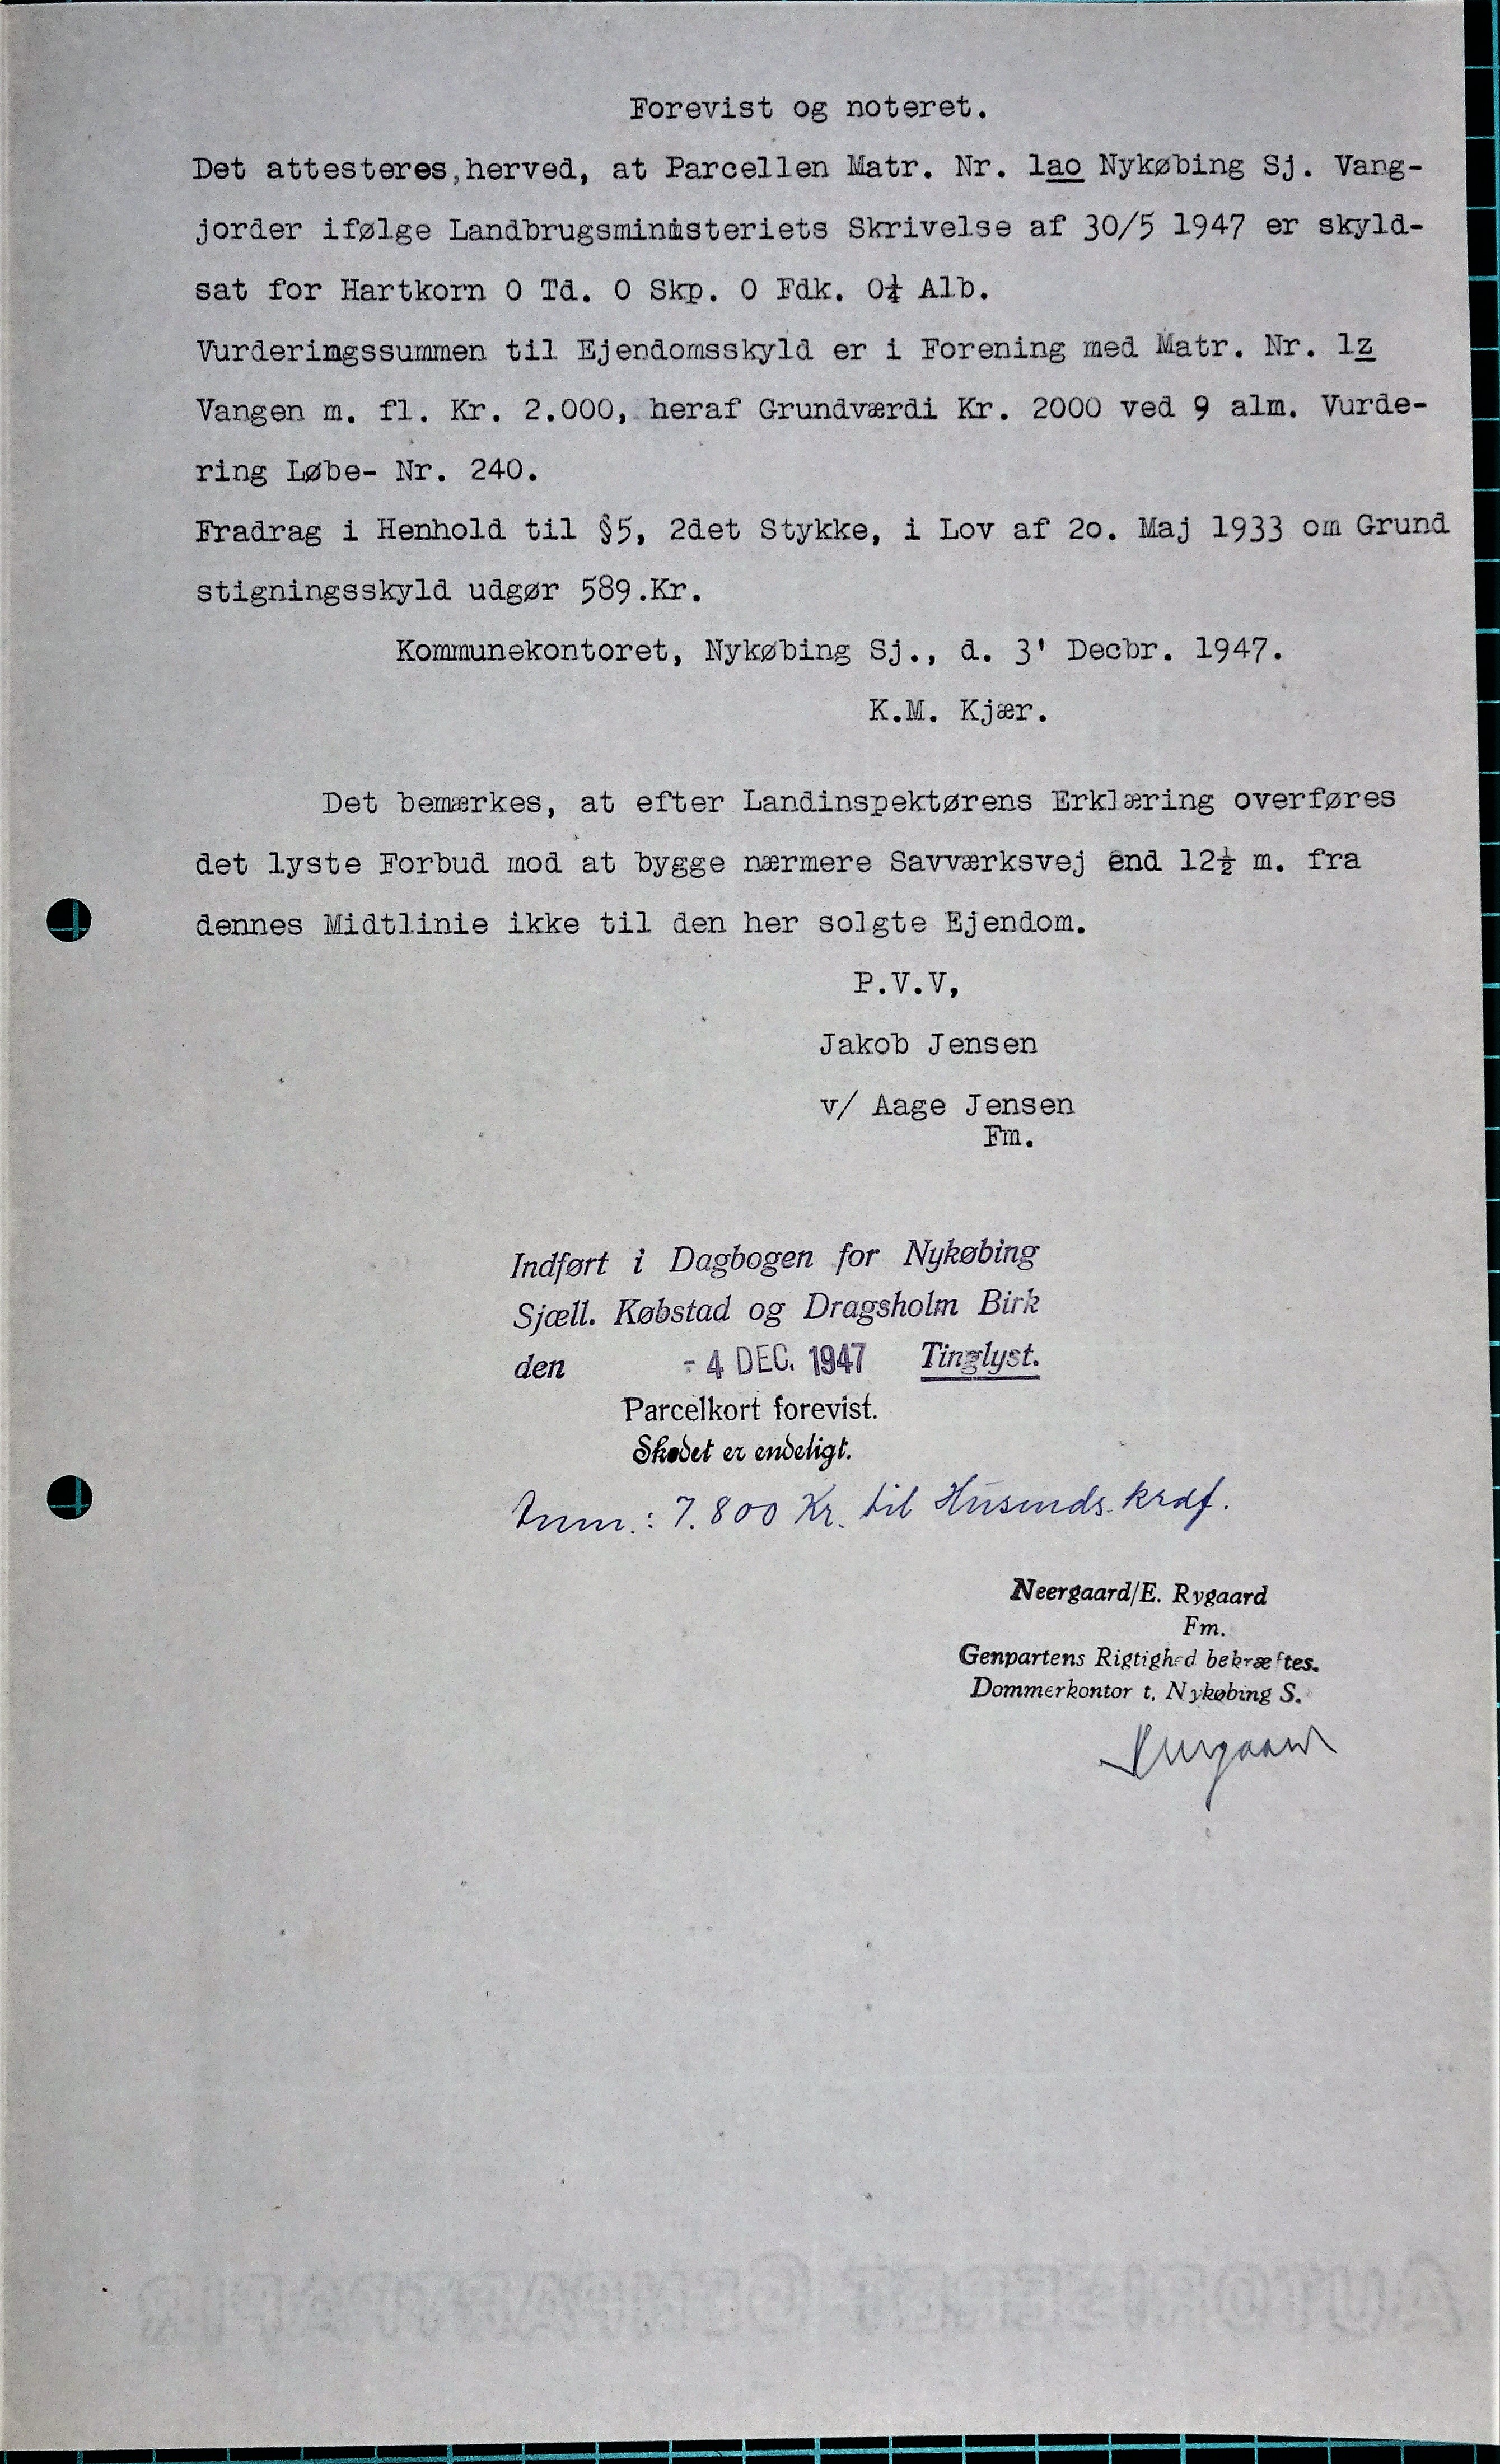 Forevist og noteret.
Det attesteres, herved, at Parcellen Matr. Nr. 1ao Nykøbing Sj. Vang-
jorder ifølge Landbrugsministeriets Skrivelse af 30/5 1947 er skyld-
sat for Hartkorn 0 Td. 0 Skp. 0 Fdk. 0¼ Alb.
Vurderingssummen til Ejendomsskyld er i Forening med Matr. Nr. 1z
Vangen m. fl. Kr. 2.000, heraf Grundværdi Kr. 2000 ved 9 alm. Vurde-
ring Løbe- Nr. 240.
Fradrag i Henhold til §5, 2det Stykke, i Lov af 2o. Maj 1933 om Grund
stigningsskyld udgør 589.Kr.
Kommunekontoret, Nykøbing Sj., d. 3' Decbr. 1947.
K.M. Kjær.
Det bemærkes, at efter Landinspektørens Erklæring overføres
det lyste Forbud mod at bygge nærmere Savværksvej end 12½ m. fra
dennes Midtlinie ikke til den her solgte Ejendom.
P.V.V,
Jakob Jensen
v/ Aage Jensen
Fm.
Indført i Dagbogen for Nykøbing
Sjæll. Købstad og Dragsholm Birk
den - 4 DEC. 1947 Tinglyst.
Parcelkort forevist.
Skødet er endeligt.
Anm.: 7.800 Kr. til Husmds. kr
Neergaard/E. Rygaard
Fm.
Genpartens Rigtighed bekræftes.
Dommerkontoret, Nykøbing S.
Neergaard
AUTORISERET GENPARTPAPIR